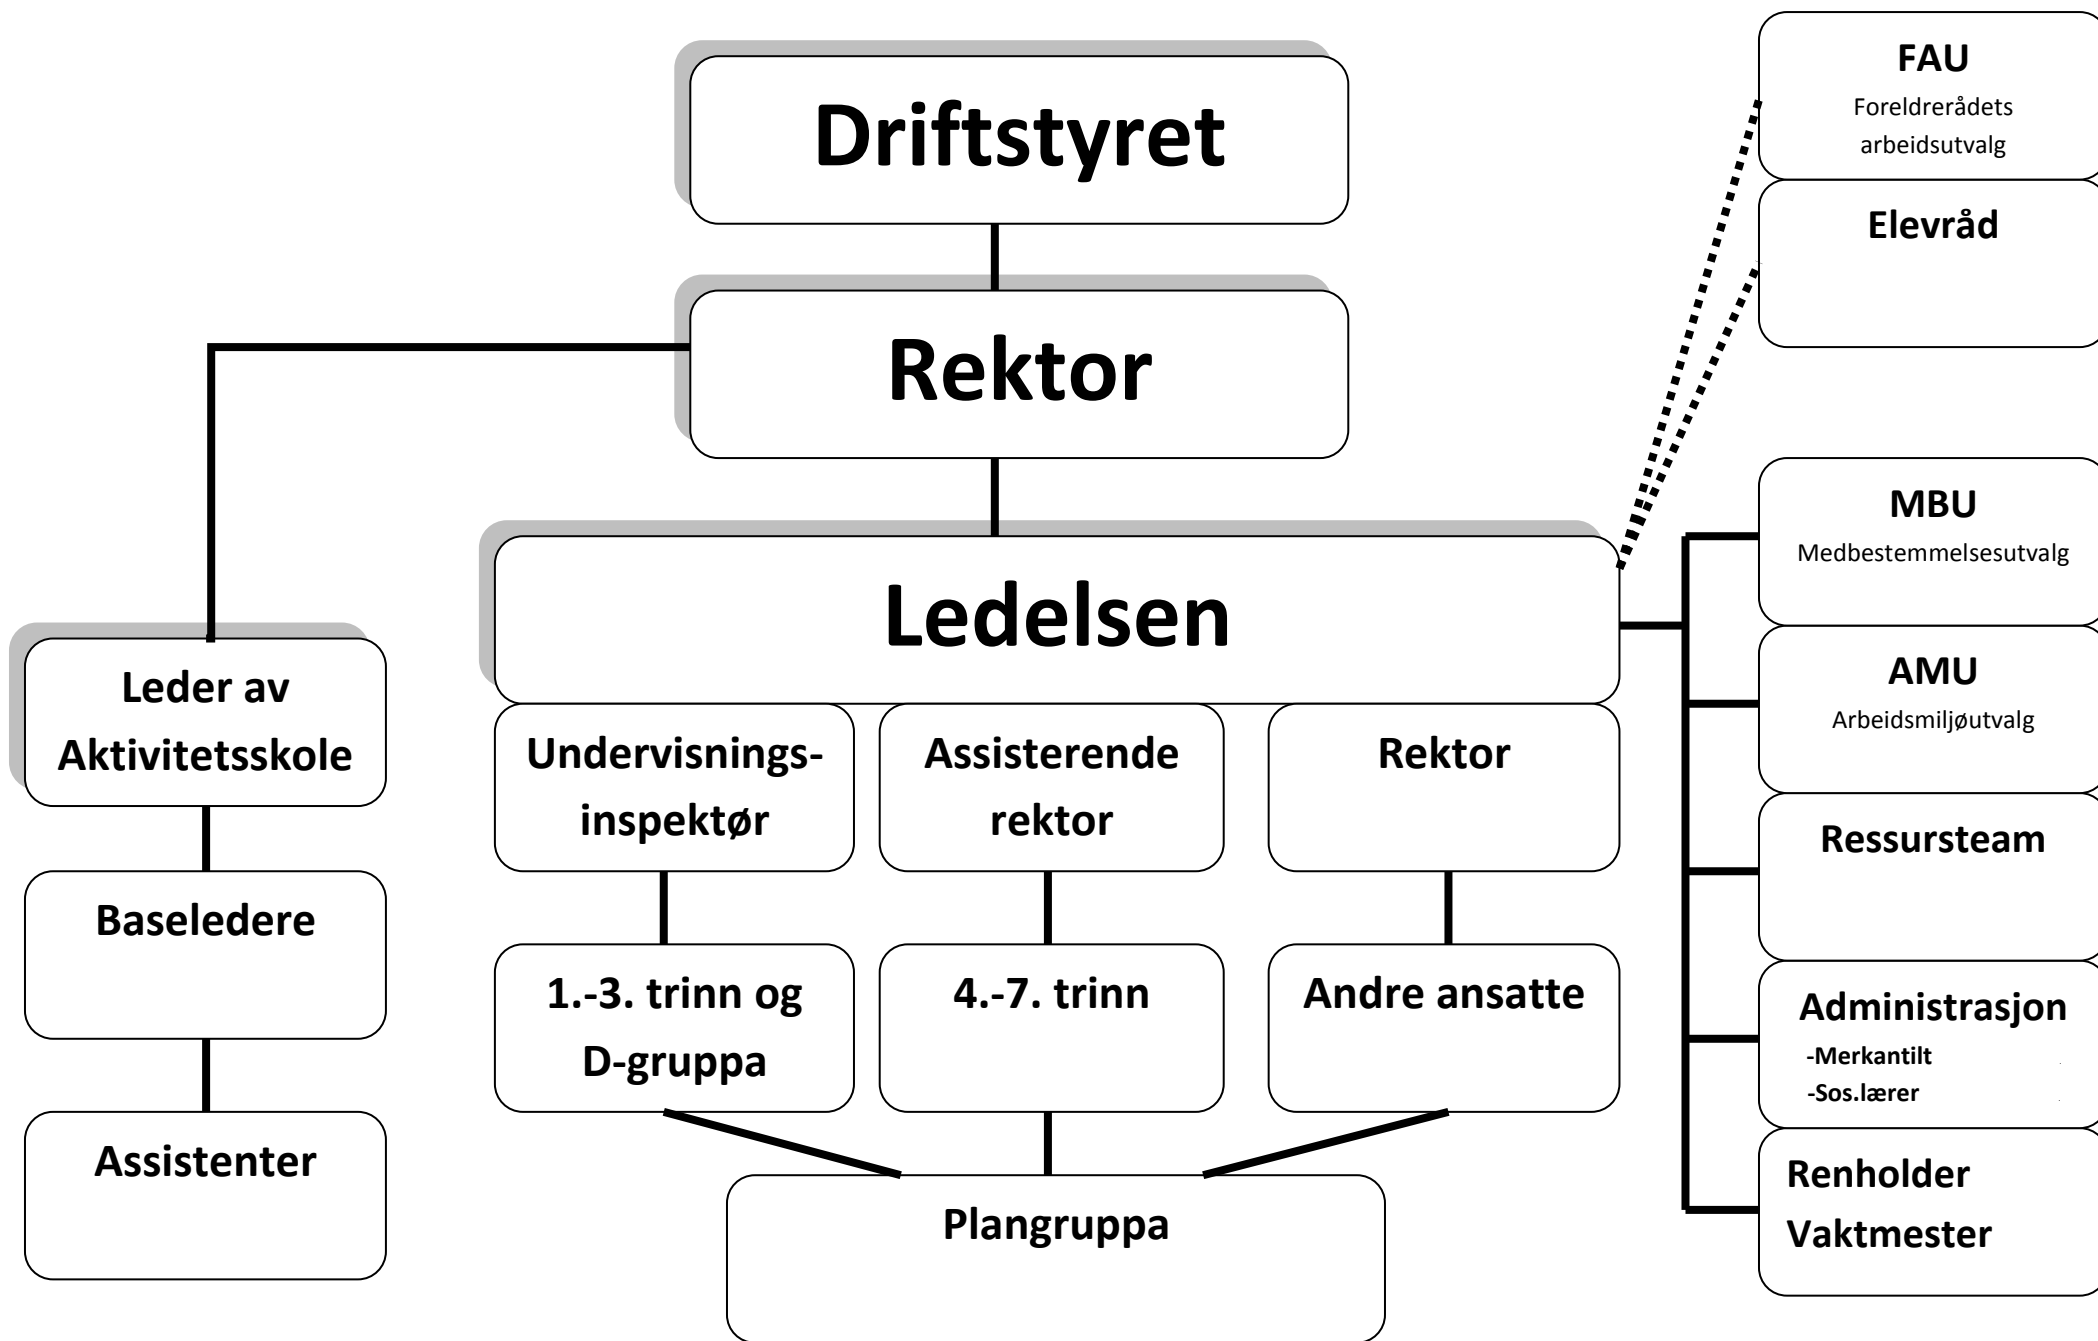 Driftstyret
Rektor
Ledelsen
Leder av
Aktivitetsskole
Baseledere
Assistenter
Undervisnings-
inspektør
Assisterende
rektor
Rektor
1.-3. trinn og
D-gruppa
4.-7. trinn
Andre ansatte
Plangruppa
FAU
Foreldrerådets
arbeidsutvalg
Elevråd
MBU
Medbestemmelsesutvalg
AMU
Arbeidsmiljøutvalg
Ressursteam
Administrasjon
-Merkantilt
-Sos.lærer
Renholder
Vaktmester